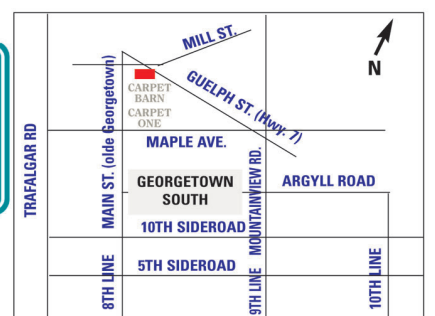 MILL ST.
N
GUELPH ST. (Hwy. 7)
CARPET
BARN
CARPET
ONE
TRAFALGAR RD
MAIN ST. (olde Georgetown)
MAPLE AVE.
MOUNTAINVIEW RD.
GEORGETOWN
SOUTH
ARGYLL ROAD
10TH SIDEROAD
5TH SIDEROAD
8TH LINE
9TH LINE
10TH LINE